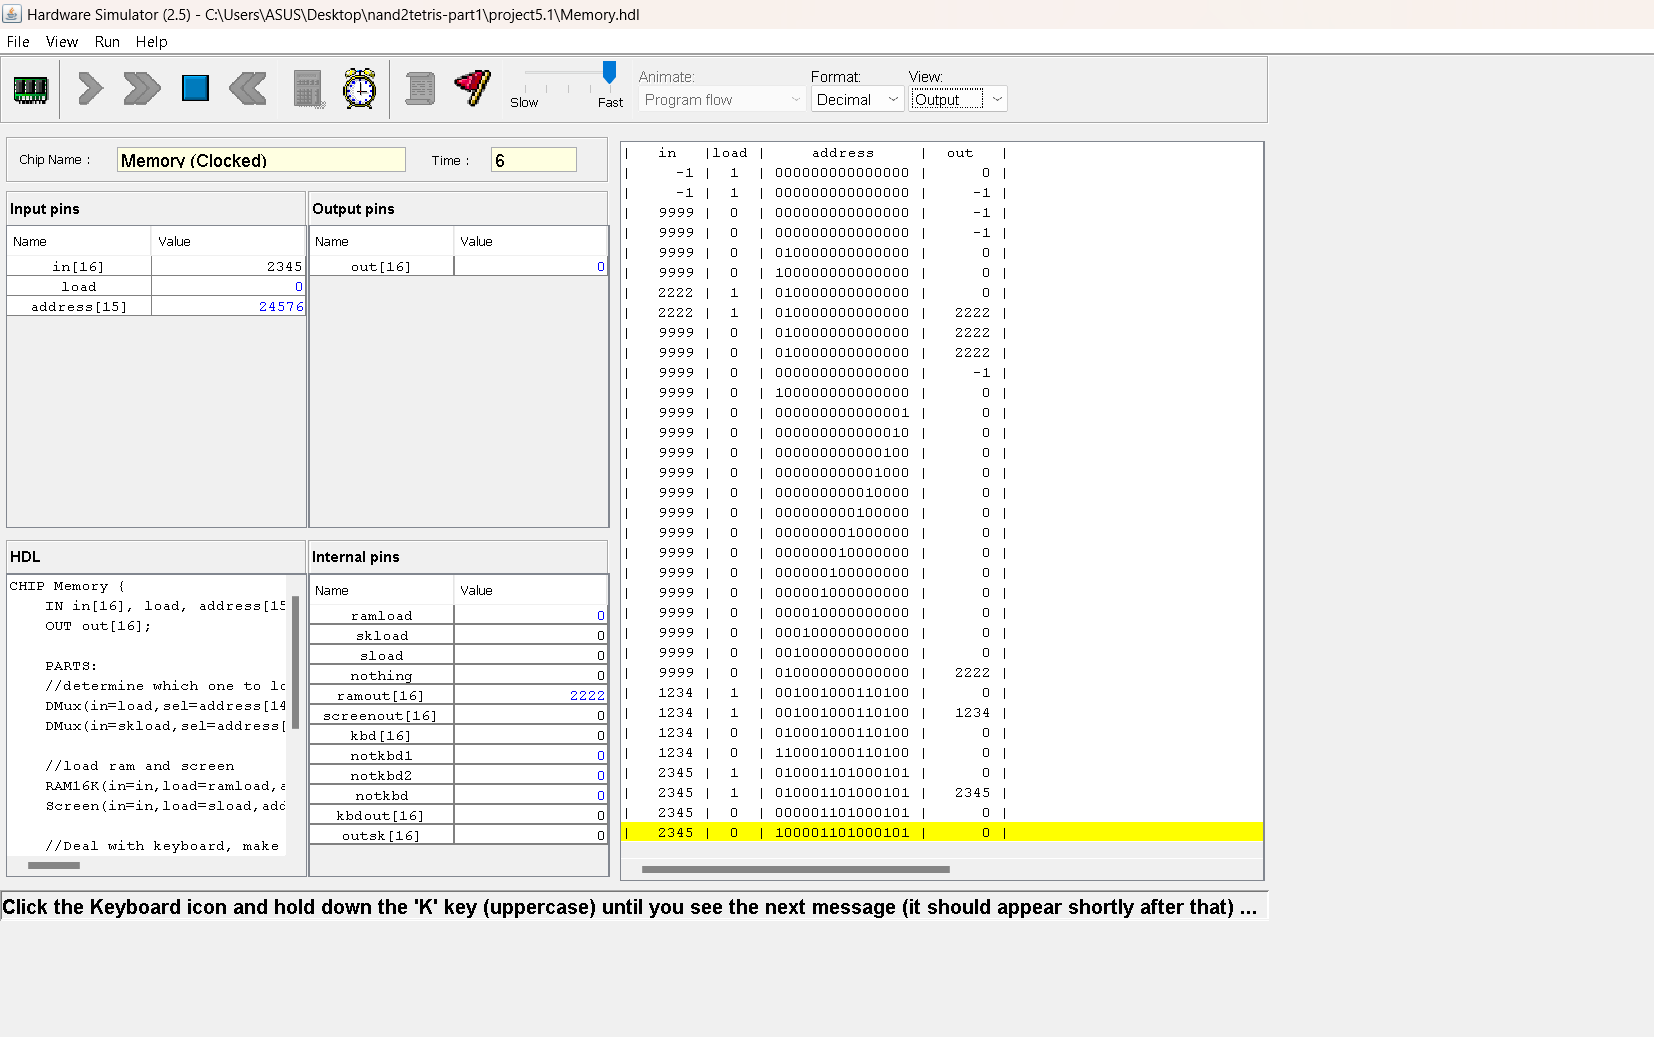 Hardware Simulator (2.5) - C:\Users\ASUS\Desktop\nand2tetris-part1\project5.1\Memory.hdl
File View Run Help
Slow Fast
Animate:
Program flow
Format:
Decimal
View:
Output
Chip Name : Memory (Clocked) Time : 6
Input pins
Name Value
in[16] 2345
load 0
address[15] 24576
Output pins
Name Value
out[16] 0
HDL
CHIP Memory {
IN in[16], load, address[15
OUT out[16];
PARTS:
//determine which one to lo
DMux(in=load,sel=address[14
DMux(in=skload,sel=address[
//load ram and screen
RAM16K(in=in,load=ramload,a
Screen(in=in,load=sload,add
//Deal with keyboard, make
Internal pins
Name Value
ramload 0
skload 0
sload 0
nothing 0
ramout[16] 2222
screenout[16] 0
kbd[16] 0
notkbd1 0
notkbd2 0
notkbd 0
kbdout[16] 0
outsk[16] 0
| in |load | address | out |
| -1 | 1 | 000000000000000 | 0 |
| -1 | 1 | 000000000000000 | -1 |
| 9999 | 0 | 000000000000000 | -1 |
| 9999 | 0 | 000000000000000 | -1 |
| 9999 | 0 | 010000000000000 | 0 |
| 9999 | 0 | 100000000000000 | 0 |
| 2222 | 1 | 010000000000000 | 0 |
| 2222 | 1 | 010000000000000 | 2222 |
| 9999 | 0 | 010000000000000 | 2222 |
| 9999 | 0 | 010000000000000 | 2222 |
| 9999 | 0 | 000000000000000 | -1 |
| 9999 | 0 | 100000000000000 | 0 |
| 9999 | 0 | 000000000000001 | 0 |
| 9999 | 0 | 000000000000010 | 0 |
| 9999 | 0 | 000000000000100 | 0 |
| 9999 | 0 | 000000000001000 | 0 |
| 9999 | 0 | 000000000010000 | 0 |
| 9999 | 0 | 000000000100000 | 0 |
| 9999 | 0 | 000000001000000 | 0 |
| 9999 | 0 | 000000010000000 | 0 |
| 9999 | 0 | 000000100000000 | 0 |
| 9999 | 0 | 000001000000000 | 0 |
| 9999 | 0 | 000010000000000 | 0 |
| 9999 | 0 | 000100000000000 | 0 |
| 9999 | 0 | 001000000000000 | 0 |
| 9999 | 0 | 010000000000000 | 2222 |
| 1234 | 1 | 001001000110100 | 0 |
| 1234 | 1 | 001001000110100 | 1234 |
| 1234 | 0 | 010001000110100 | 0 |
| 1234 | 0 | 110001000110100 | 0 |
| 2345 | 1 | 010001101000101 | 0 |
| 2345 | 1 | 010001101000101 | 2345 |
| 2345 | 0 | 000001101000101 | 0 |
| 2345 | 0 | 100001101000101 | 0 |
Click the Keyboard icon and hold down the 'K' key (uppercase) until you see the next message (it should appear shortly after that) ...